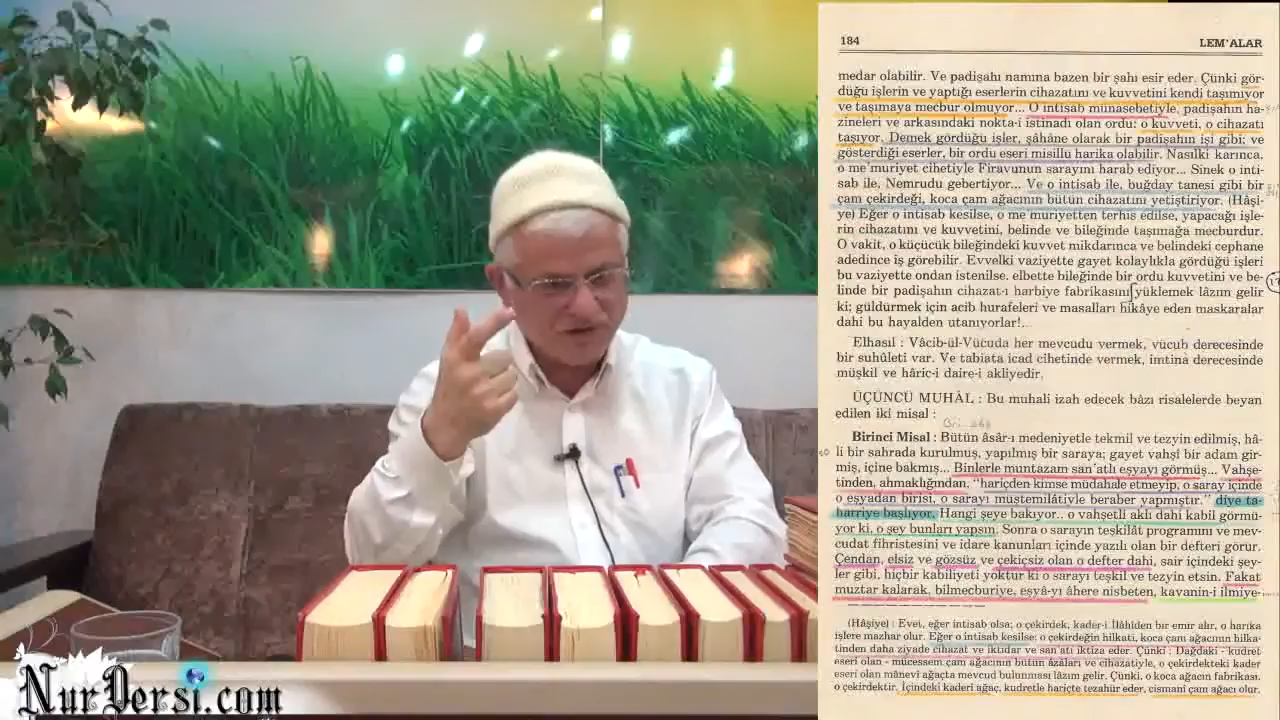 184 LEM'ALAR
medar olabilir. Ve padişahı namına bazen bir şahı esir eder. Çünki gör-
düğü işlerin ve yaptığı eserlerin cihazatını ve kuvvetini kendi taşımıyor
ve taşımaya mecbur olmuyor... O intisab münasebetiyle, padişahın ha-
zineleri ve arkasındaki nokta-i istinadı olan ordu; o kuvveti, o cihazatı
taşıyor. Demek gördüğü işler, şâhâne olarak bir padişahın işi gibi; ve
gösterdiği eserler, bir ordu eseri misillu harika olabilir. Nasılki karınca,
o me'muriyet cihetiyle Firavunun sarayını harab ediyor... Sinek o inti-
sab ile, Nemrudu gebertiyor... Ve o intisab ile, buğday tanesi gibi bir
çam çekirdeği, koca çam ağacının bütün cihazatını yetiştiriyor. (Hâşi-
ye) Eğer o intisab kesilse, o me'muriyetten terhis edilse, yapacağı işle-
rin cihazatını ve kuvvetini, belinde ve bileğinde taşımağa mecburdur.
O vakit, o küçücük bileğindeki kuvvet mikdarınca ve belindeki cephane
adedince iş görebilir. Evvelki vaziyette gayet kolaylıkla gördüğü işleri
bu vaziyette ondan istenilse, elbette bileğinde bir ordu kuvvetini ve be-
linde bir padişahın cihazat-ı harbiye fabrikasını yüklemek lâzım gelir
ki; güldürmek için acib hurafeleri ve masalları hikâye eden maskaralar
dahi bu hayalden utanıyorlar!..
Elhasıl : Vâcib-ül-Vücuda her mevcudu vermek, vücub derecesinde
bir suhûleti var. Ve tabiata icad cihetinde vermek, imtina derecesinde
müşkil ve hâric-i daire-i akliyedir.
ÜÇÜNCÜ MUHÂL : Bu muhali izah edecek bâzı risalelerde beyan
edilen iki misal :
Birinci Misal : Bütün âsâr-ı medeniyetle tekmil ve tezyin edilmiş, hâ-
li bir sahrada kurulmuş, yapılmış bir saraya; gayet vahşî bir adam gir-
miş, içine bakmış... Binlerle muntazam san'atlı eşyayı görmüş... Vahşe-
tinden, ahmaklığından, "hariçden kimse müdahale etmeyip, o saray içinde
o eşyadan birisi, o sarayı müştemilâtiyle beraber yapmıştır." diye ta-
harriye başlıyor. Hangi şeye bakıyor.. o vahşetli aklı dahi kabil görmü-
yor ki, o şey bunları yapsın. Sonra o sarayın teşkilât programını ve mev-
cudat fihristesini ve idare kanunları içinde yazılı olan bir defteri görür.
Çendan, elsiz ve gözsüz ve çekiçsiz olan o defter dahi, sair içindeki şey-
ler gibi, hiçbir kabiliyeti yoktur ki o sarayı teşkil ve tezyin etsin. Fakat
muztar kalarak, bilmecburiye, eşyâ-yı âhere nisbeten, kavanin-i ilmiye-
(Hâşiye) : Evet, eğer intisab olsa; o çekirdek, kader-i İlâhîden bir emir alır, o harika
işlere mazhar olur. Eğer o intisab kesilse; o çekirdeğin hilkati, koca çam ağacının hilka-
tinden daha ziyade cihazat ve iktidar ve san'atı iktiza eder. Çünki : Dağdaki - kudret
eseri olan - mücessem çam ağacının bütün âzâları ve cihazatiyle, o çekirdekteki kader
eseri olan mânevî ağaçta mevcud bulunması lâzım gelir. Çünki, o koca ağacın fabrikası,
o çekirdektir. İçindeki kaderî ağaç, kudretle hariçte tezahür eder, cismanî çam ağacı olur.
NurDersi.com